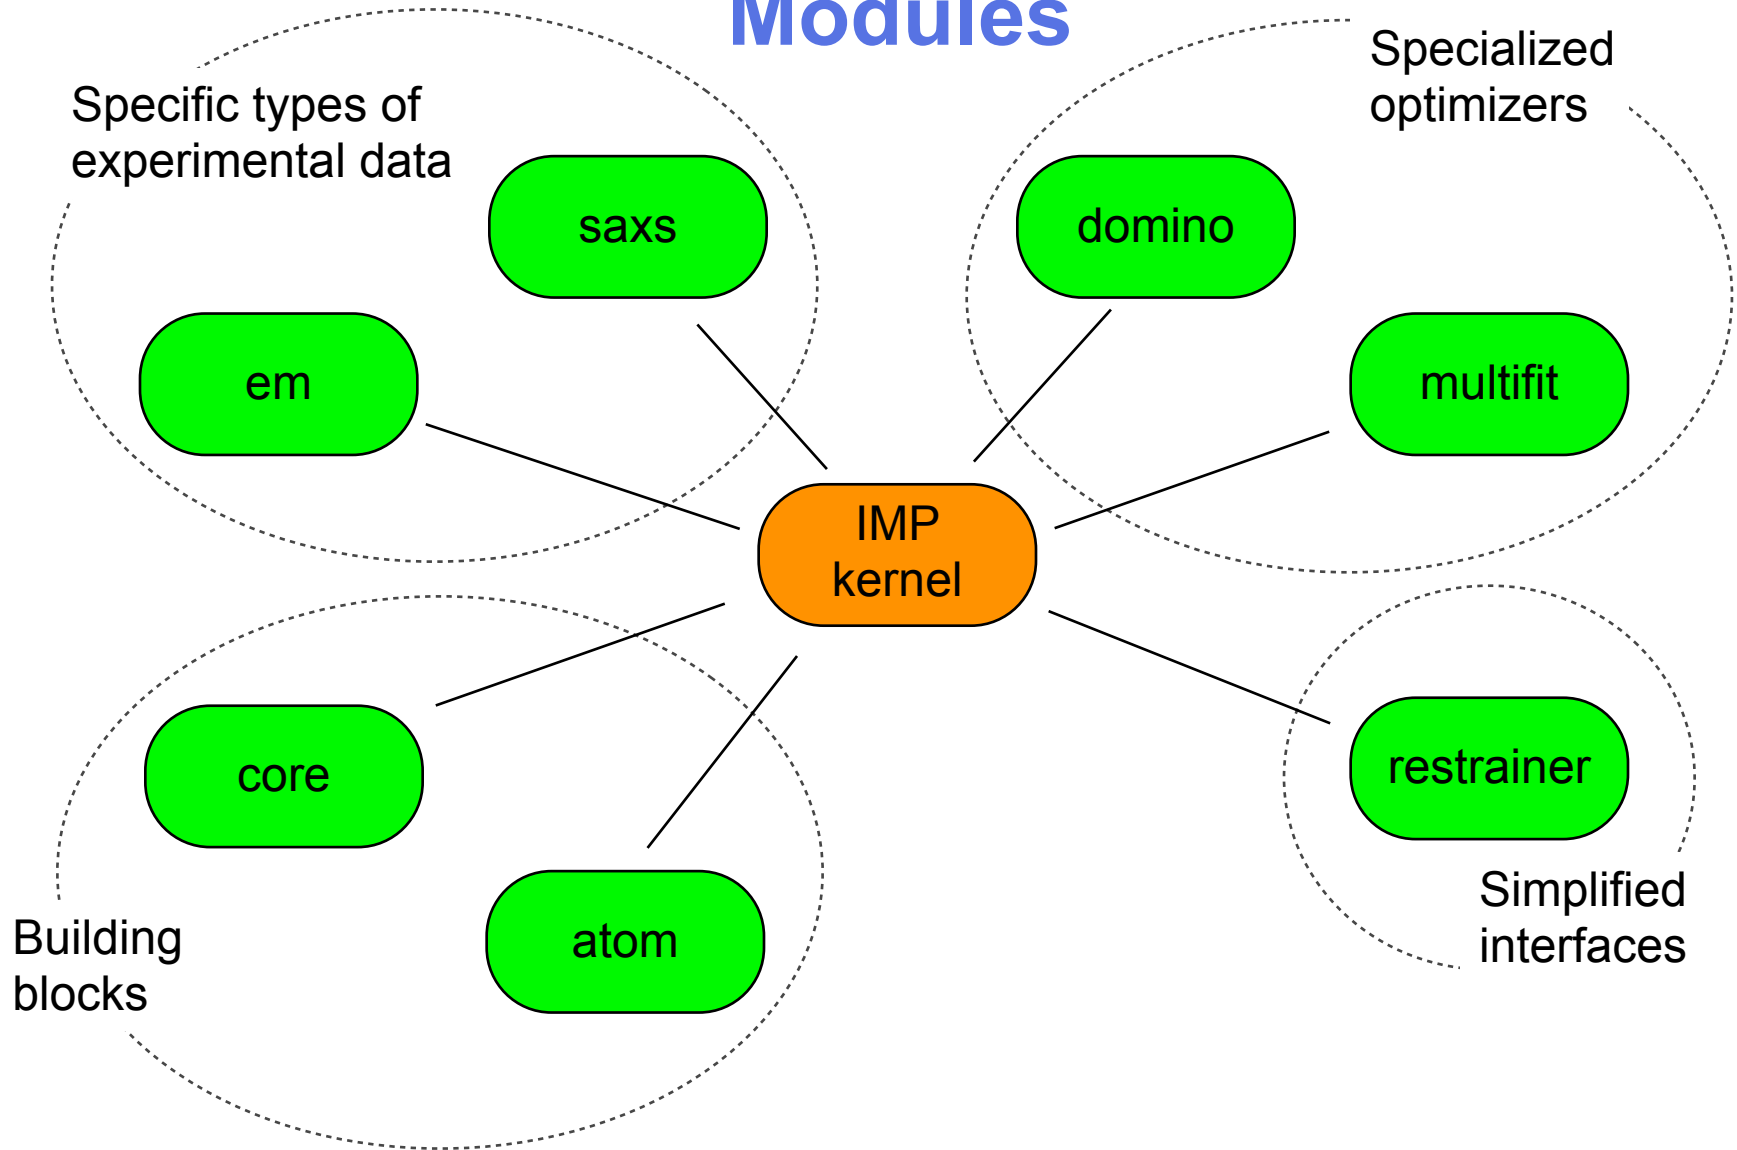 Modules
Specific types of
experimental data
Specialized
optimizers
saxs
domino
em
multifit
IMP
kernel
core
restrainer
atom
Simplified
interfaces
Building
blocks